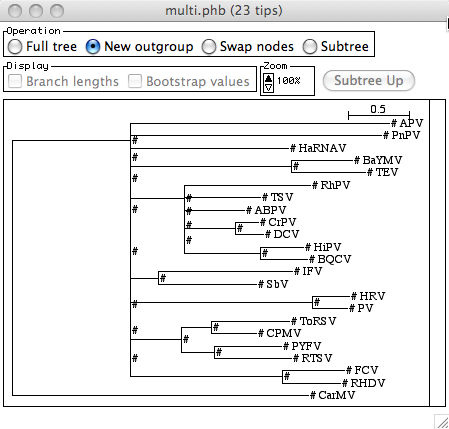 multi.phb (23 tips)
Operation
Full tree New outgroup Swap nodes Subtree
Display Zoom
Branch lengths Bootstrap values 100% Subtree Up
0.5
# APV
# PnPV
#
# HaRNAV
#
# BaYMV
#
# TEV
#
# RhPV
# # TSV
# # ABPV
#
# # CrPV
# # DCV
#
# HiPV
# #
# BQCV
# IFV
#
# SbV
# HRV
# #
# PV
# ToRSV
#
# CPMV
# #
# PYFV
# #
# RTSV
# FCV
#
# RHDV
# CarMV